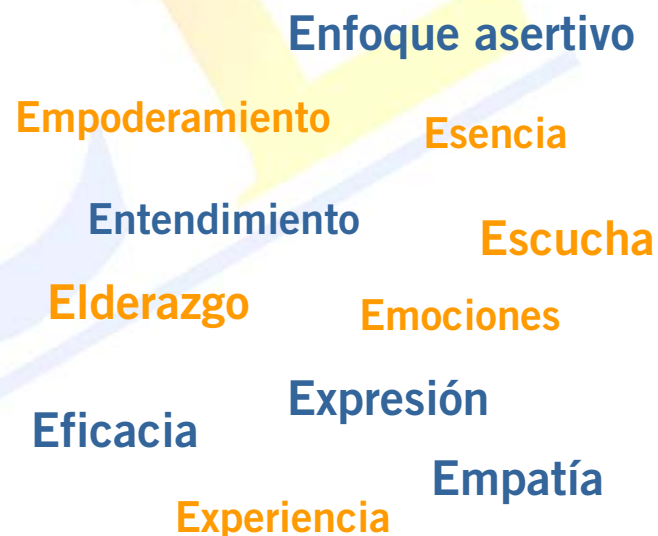 Enfoque asertivo
Empoderamiento
Esencia
Entendimiento
Escucha
Elderazgo
Emociones
Expresión
Eficacia
Empatía
Experiencia